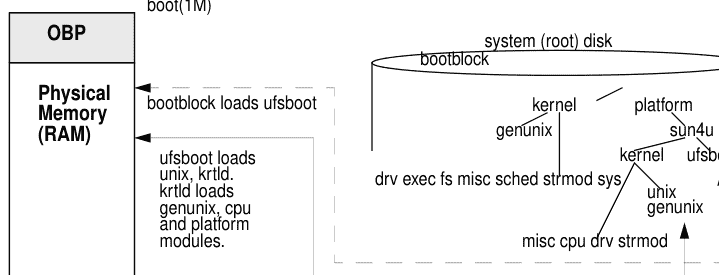 boot(1M)
OBP
system (root) disk
bootblock
Physical
Memory
(RAM)
bootblock loads ufsboot
kernel
platform
genunix
sun4u
ufsboot loads
unix, krtld.
krtld loads
genunix, cpu
and platform
modules.
kernel
drv exec fs misc sched strmod sys
unix
genunix
misc cpu drv strmod